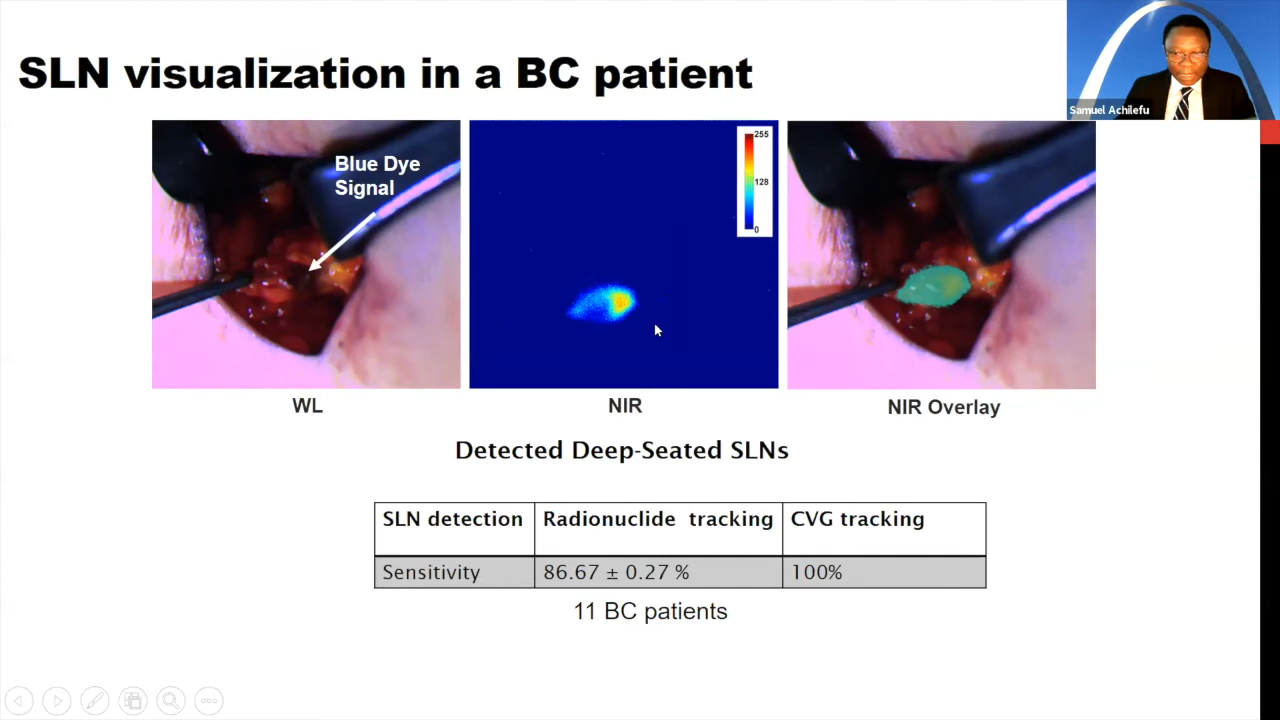 SLN visualization in a BC patient
Samuel Achilefu
Blue Dye
Signal
255
128
0
WL
NIR
NIR Overlay
Detected Deep-Seated SLNs
SLN detection Radionuclide tracking CVG tracking
Sensitivity 86.67 ± 0.27 % 100%
11 BC patients